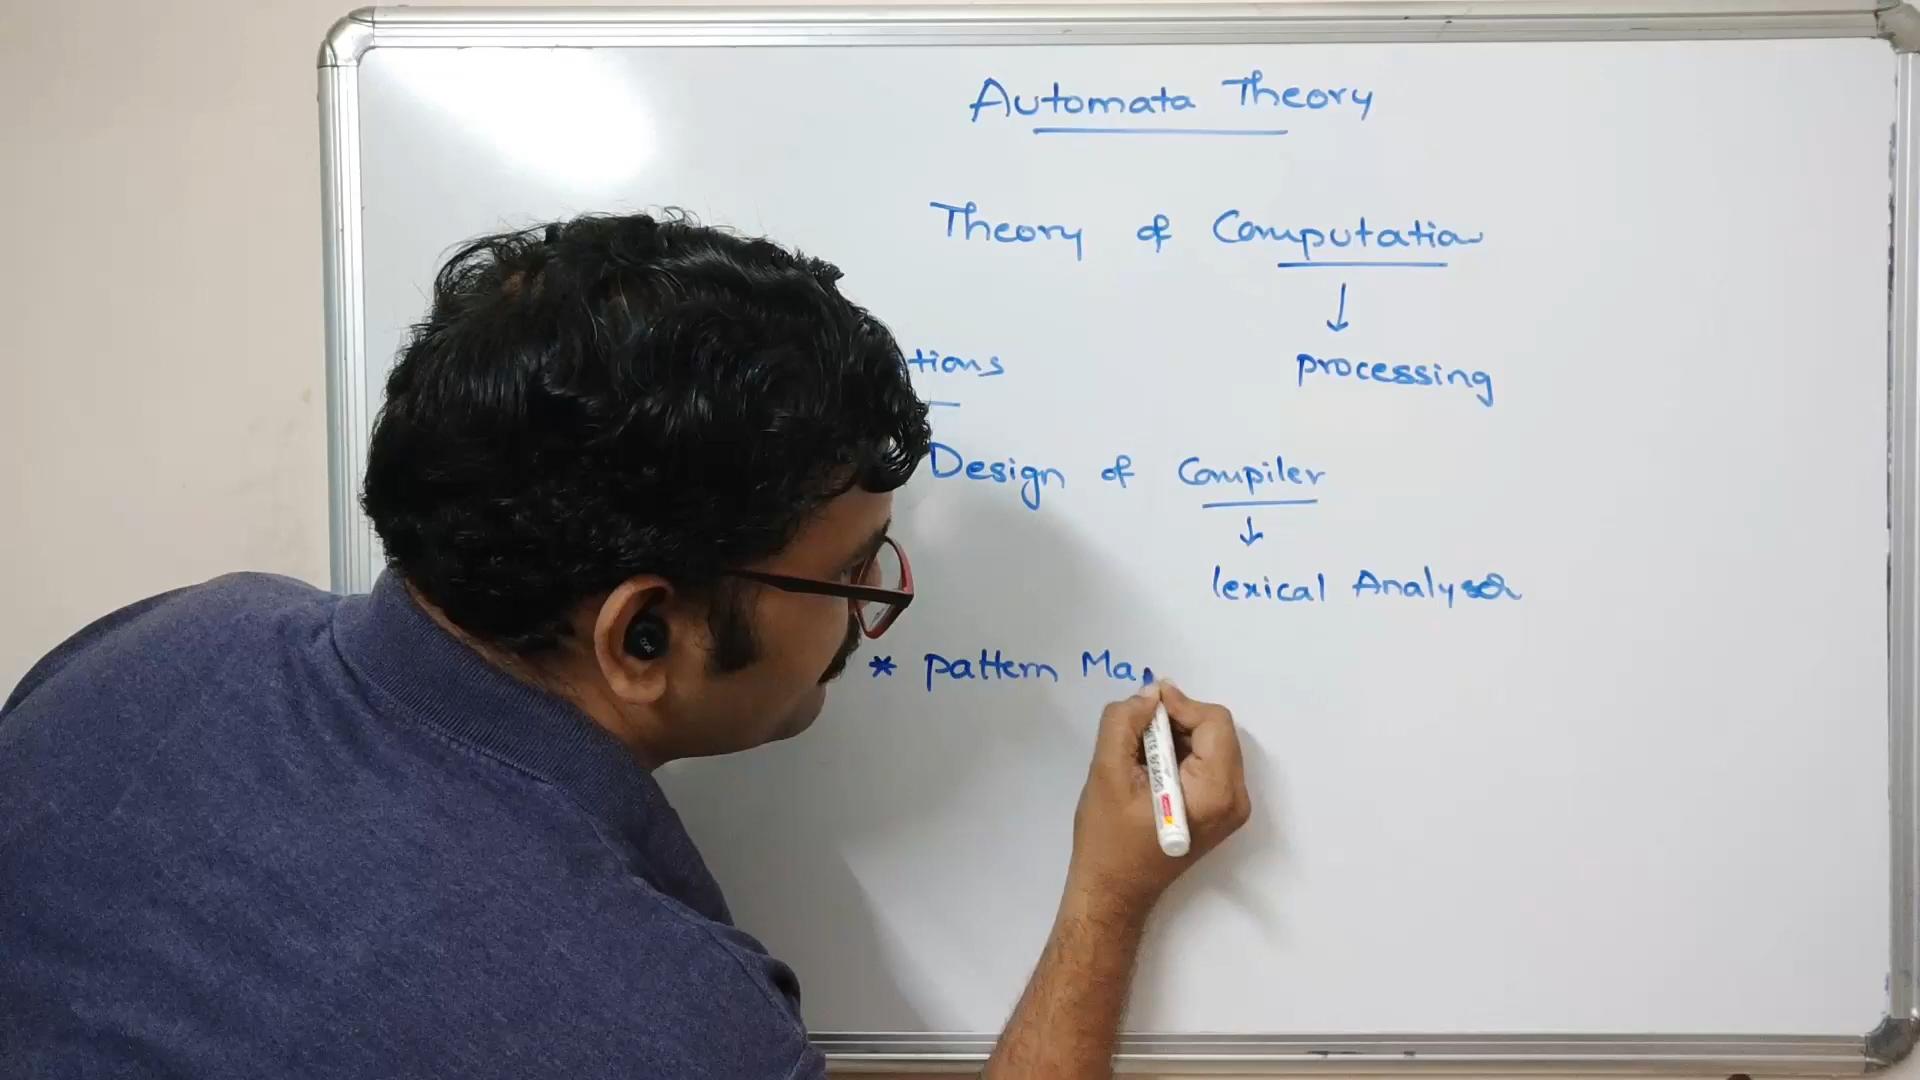 Automata Theory
Theory of Computation
↓
tions
processing
Design of Compiler
↓
lexical Analyser
* pattern Ma